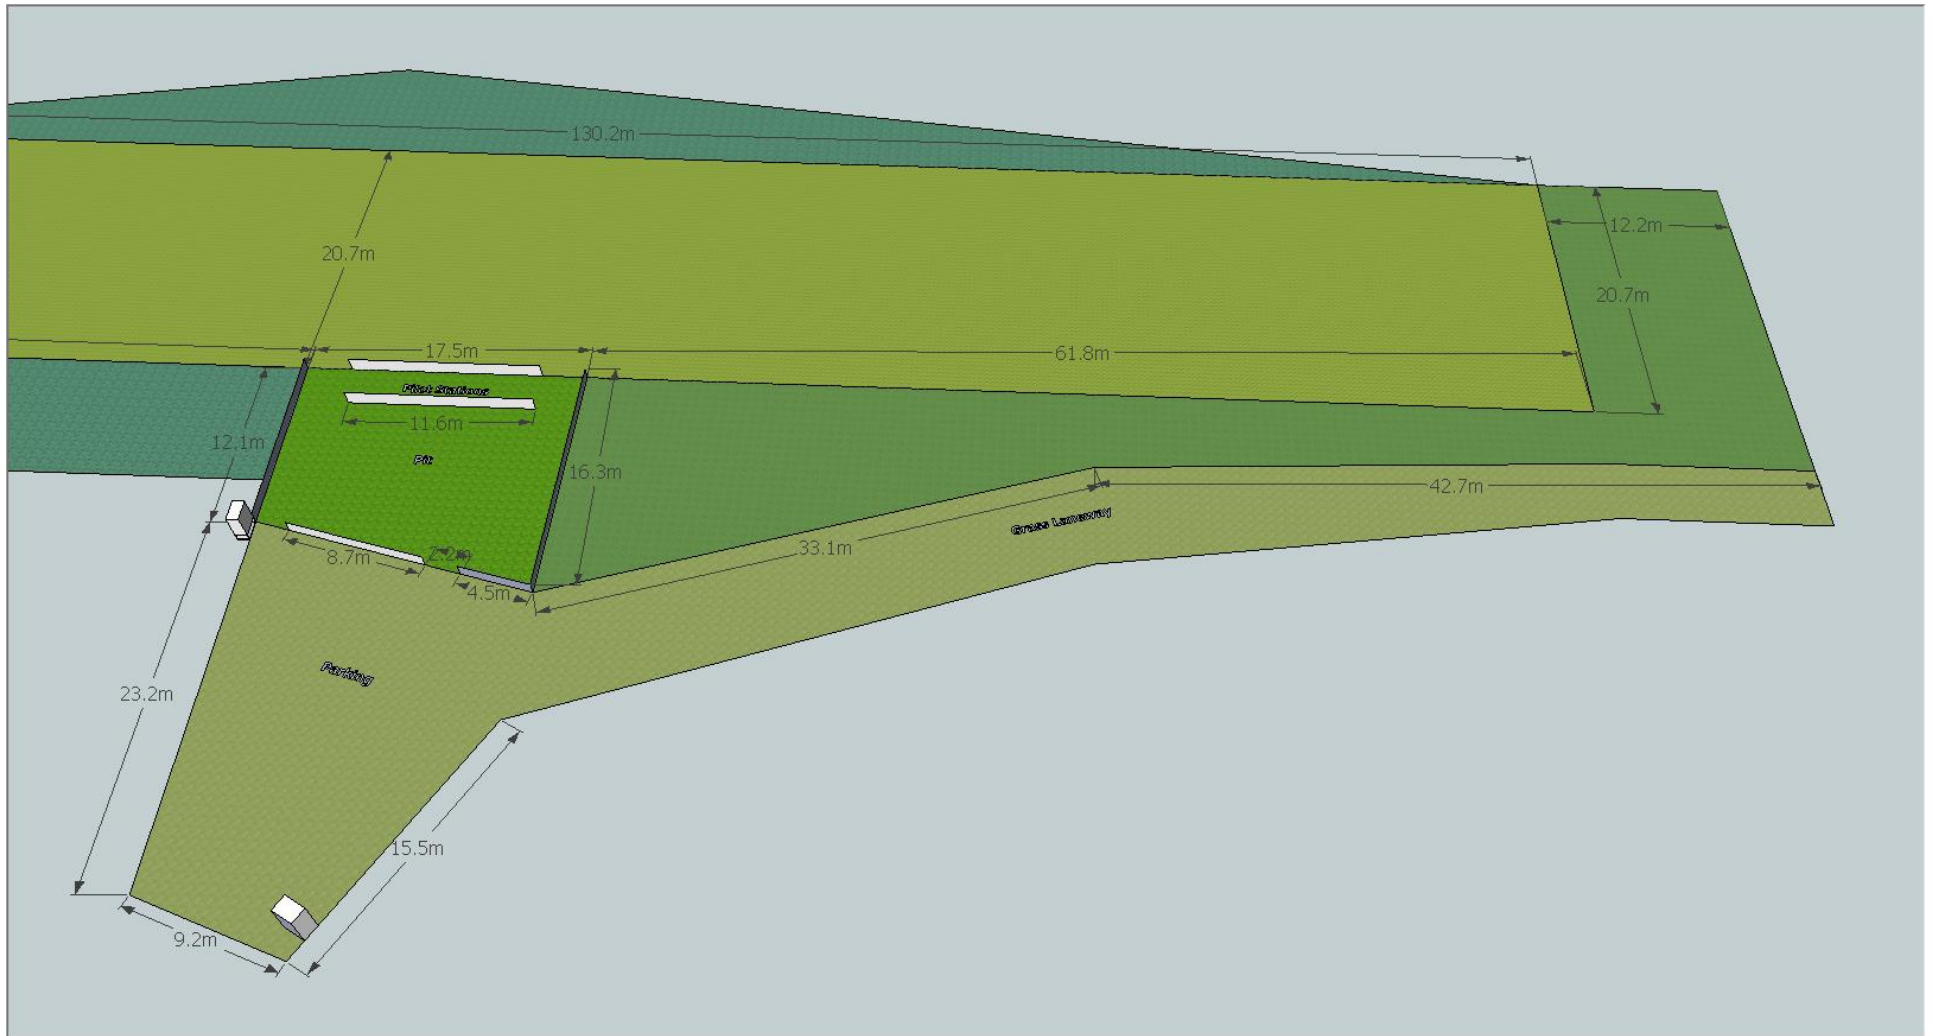 130.2m
12.2m
20.7m
20.7m
17.5m
61.8m
Pilot Stations
11.6m
12.1m
Pit
16.3m
42.7m
Grass Laneway
33.1m
8.7m
2.2m
4.5m
Parking
23.2m
15.5m
9.2m